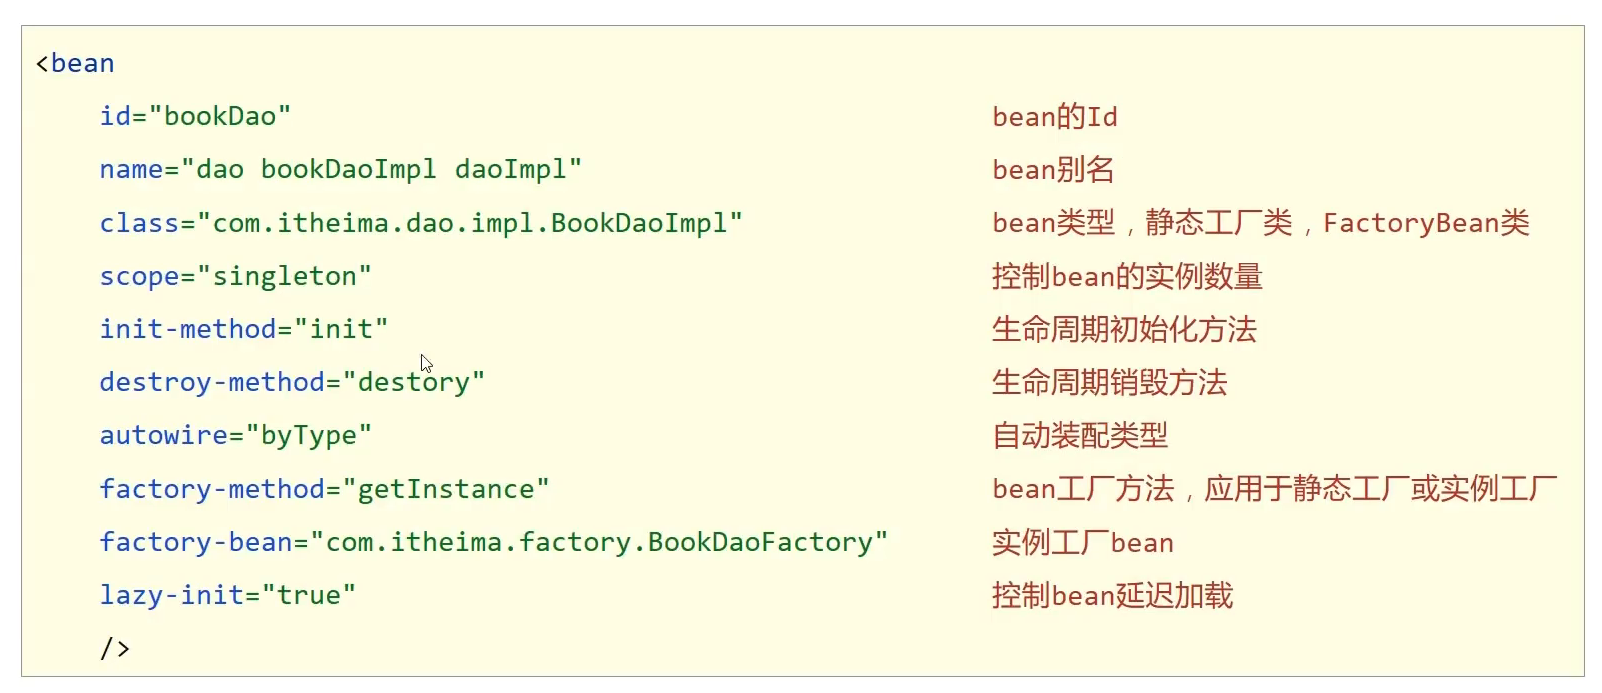 <bean
id="bookDao" bean的Id
name="dao bookDaoImpl daoImpl" bean别名
class="com.itheima.dao.impl.BookDaoImpl" bean类型，静态工厂类，FactoryBean类
scope="singleton" 控制bean的实例数量
init-method="init" 生命周期初始化方法
destroy-method="destory" 生命周期销毁方法
autowire="byType" 自动装配类型
factory-method="getInstance" bean工厂方法，应用于静态工厂或实例工厂
factory-bean="com.itheima.factory.BookDaoFactory" 实例工厂bean
lazy-init="true" 控制bean延迟加载
/>